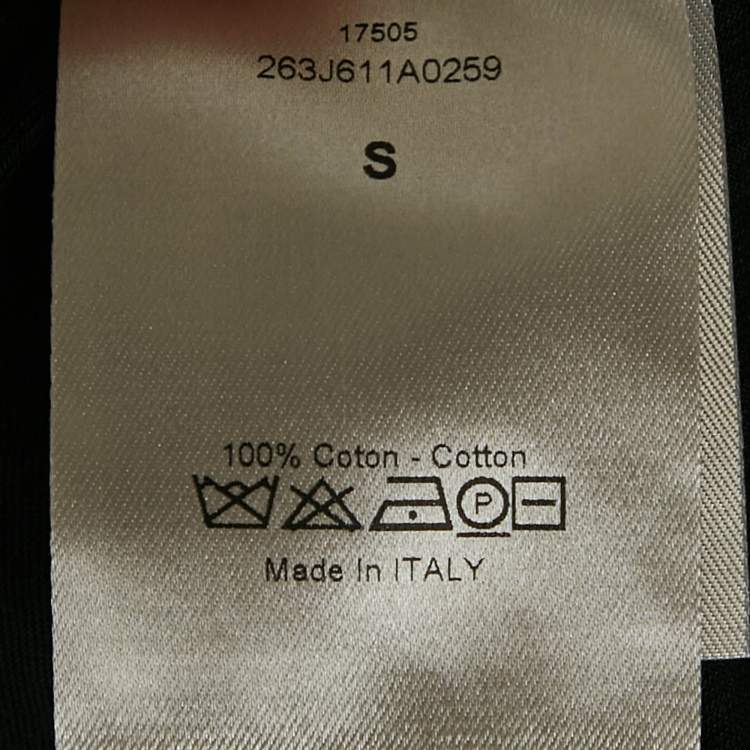 17505
263J611A0259
S
100% Coton - Cotton
P
Made In ITALY